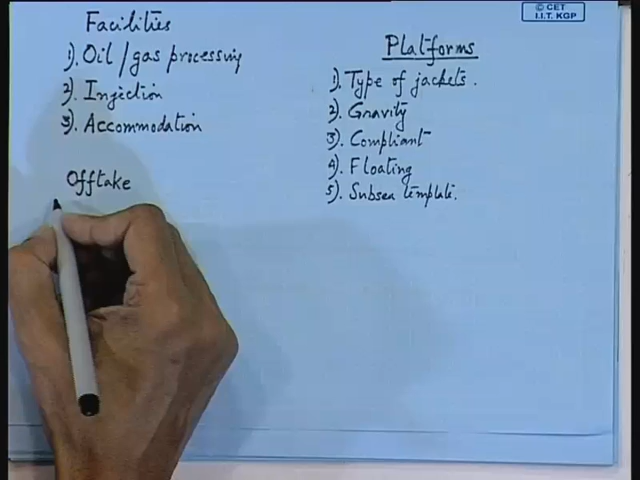 © CET
I.I.T. KGP
Facilities
1). Oil / gas processing
2). Injection
3). Accommodation
Offtake
Platforms
1). Type of jackets.
2). Gravity
3). Compliant
4). Floating
5). Subsea template.